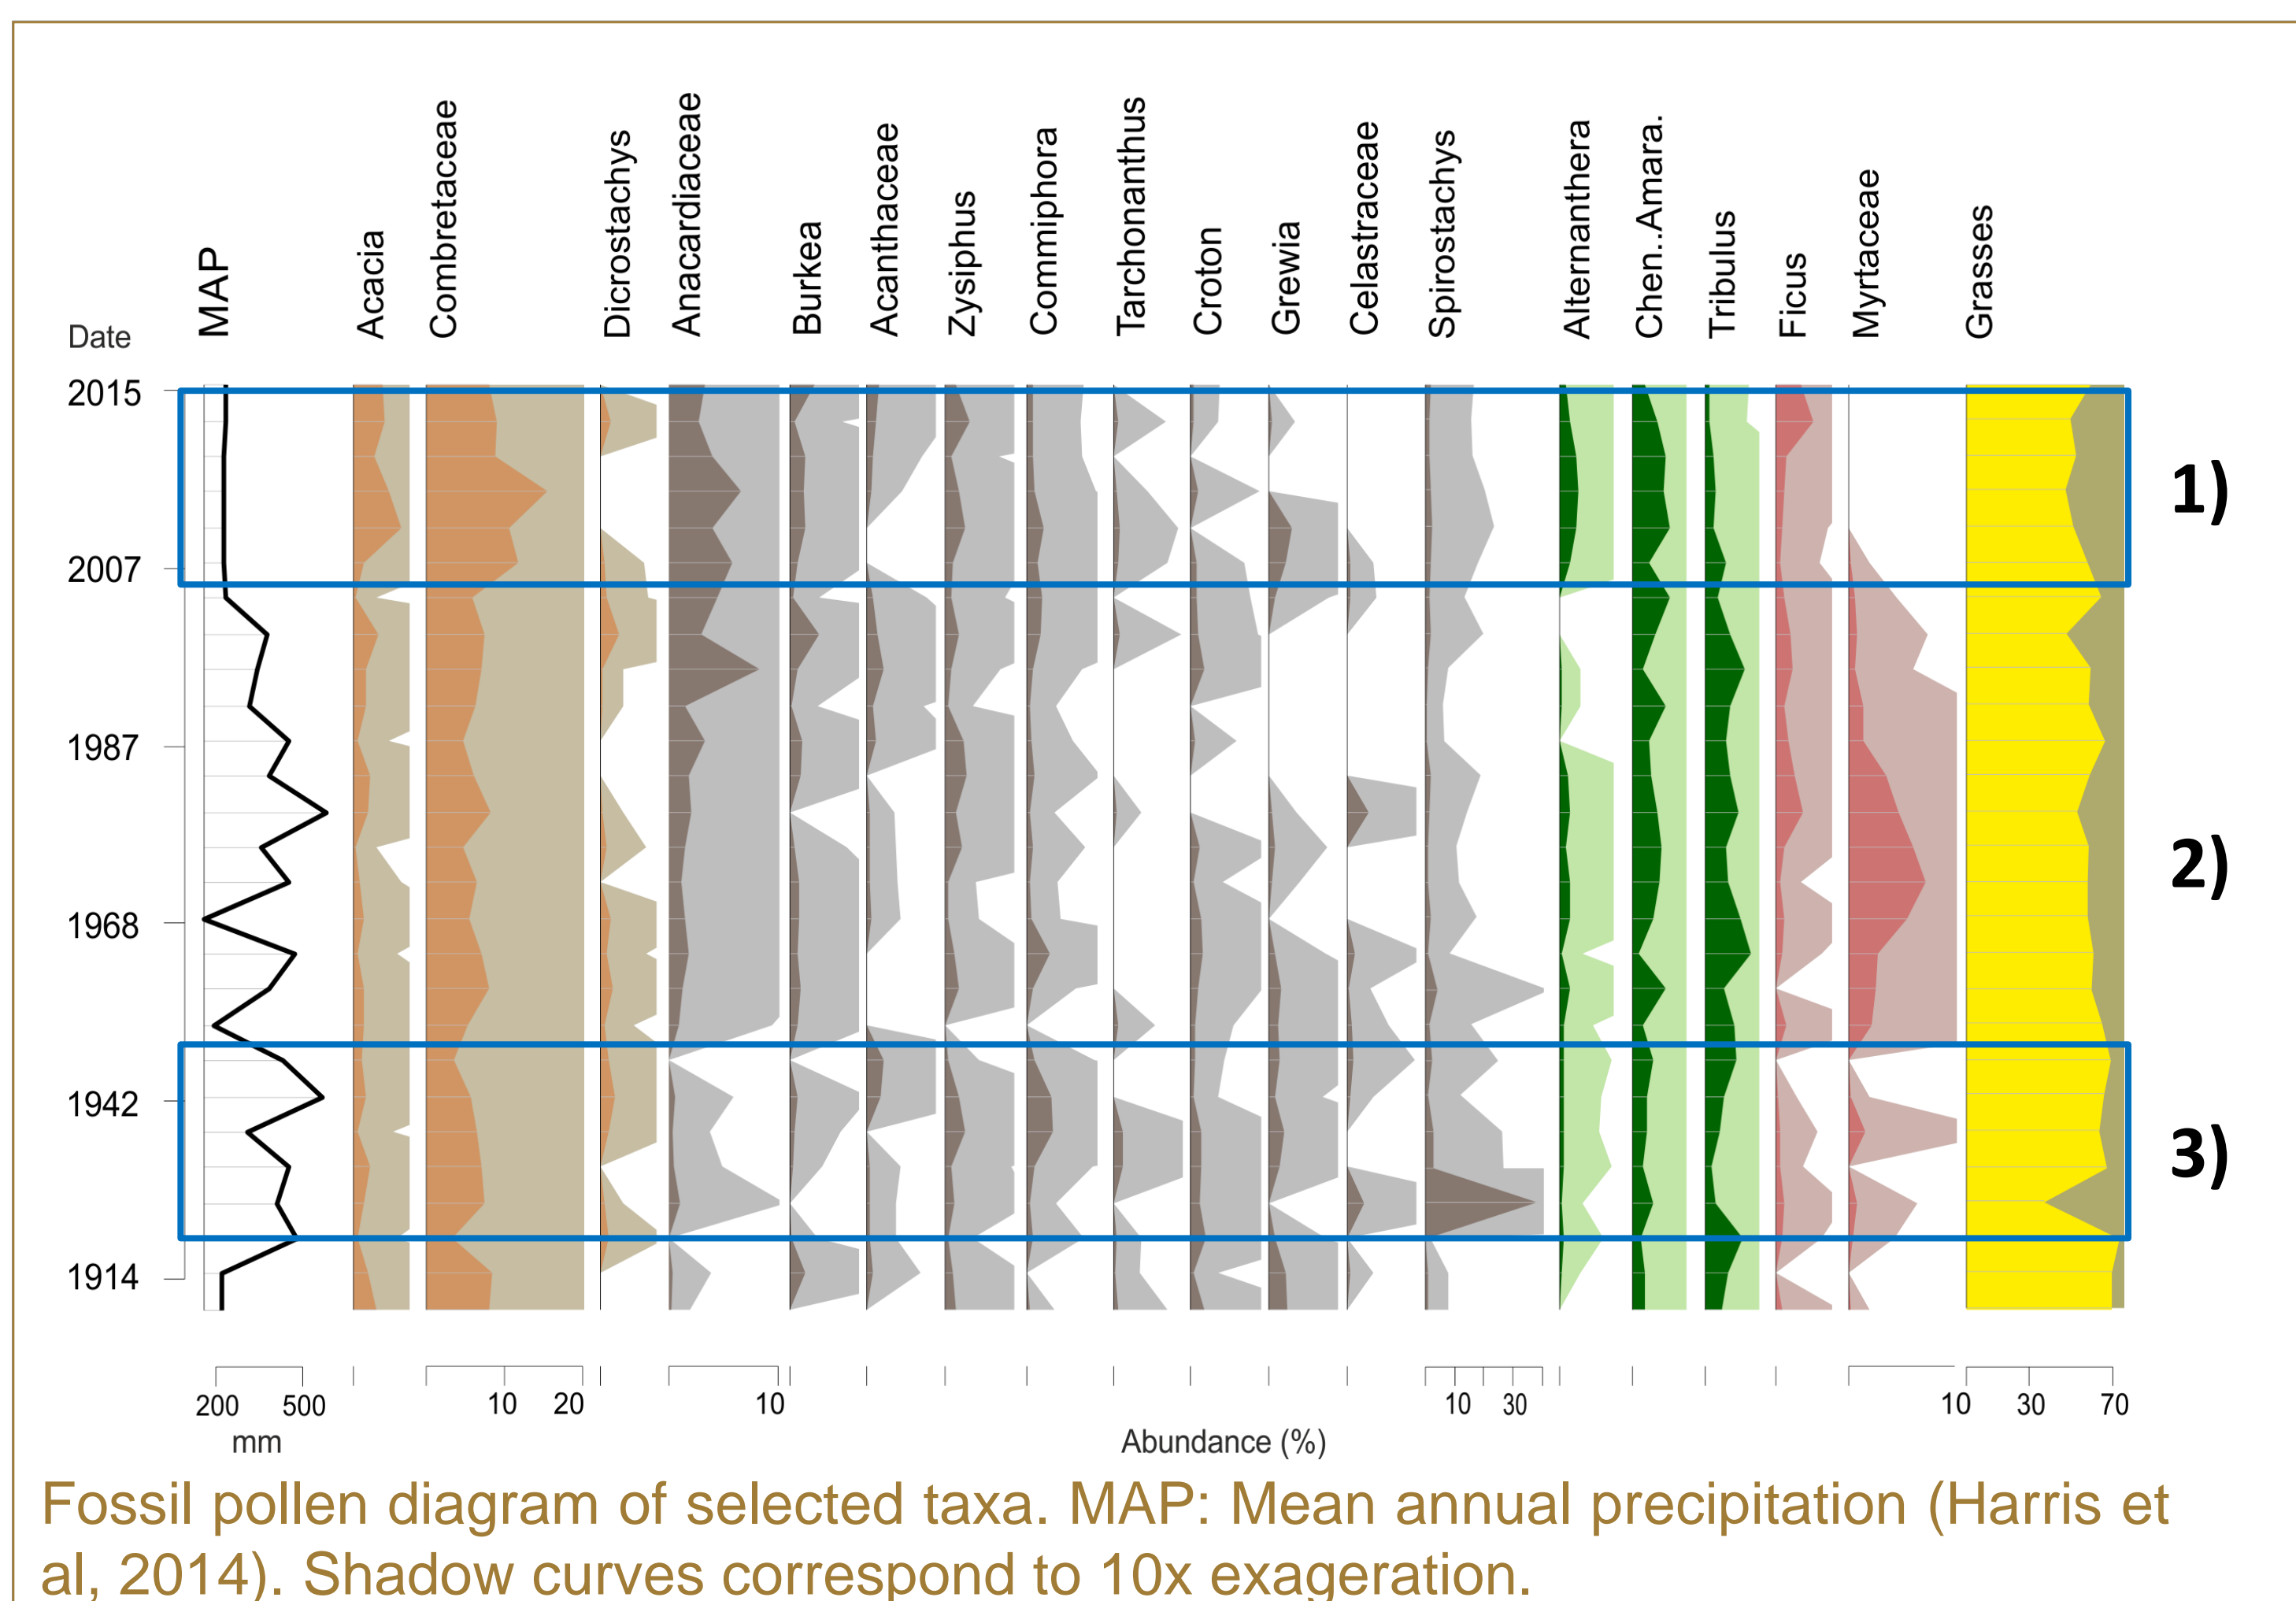 Date
MAP
Acacia
Combretaceae
Dicrostachys
Anacardiaceae
Burkea
Acanthaceae
Zysiphus
Commiphora
Tarchonanthus
Croton
Grewia
Celastraceae
Spirostachys
Alternanthera
Chen..Amara.
Tribulus
Ficus
Myrtaceae
Grasses
2015
2007
1987
1968
1942
1914
1)
2)
3)
200 500 10 20 10 10 30 10 30 70
mm Abundance (%)
Fossil pollen diagram of selected taxa. MAP: Mean annual precipitation (Harris et
al, 2014). Shadow curves correspond to 10x exageration.